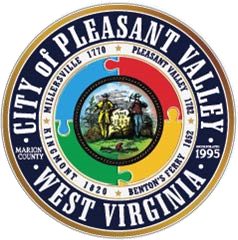 CITY OF PLEASANT VALLEY
MILLERSVILLE 1770
PLEASANT VALLEY 1782
MARION
COUNTY
INCORPORATED
1995
KINGMONT 1820
BENTON'S FERRY 1852
WEST VIRGINIA